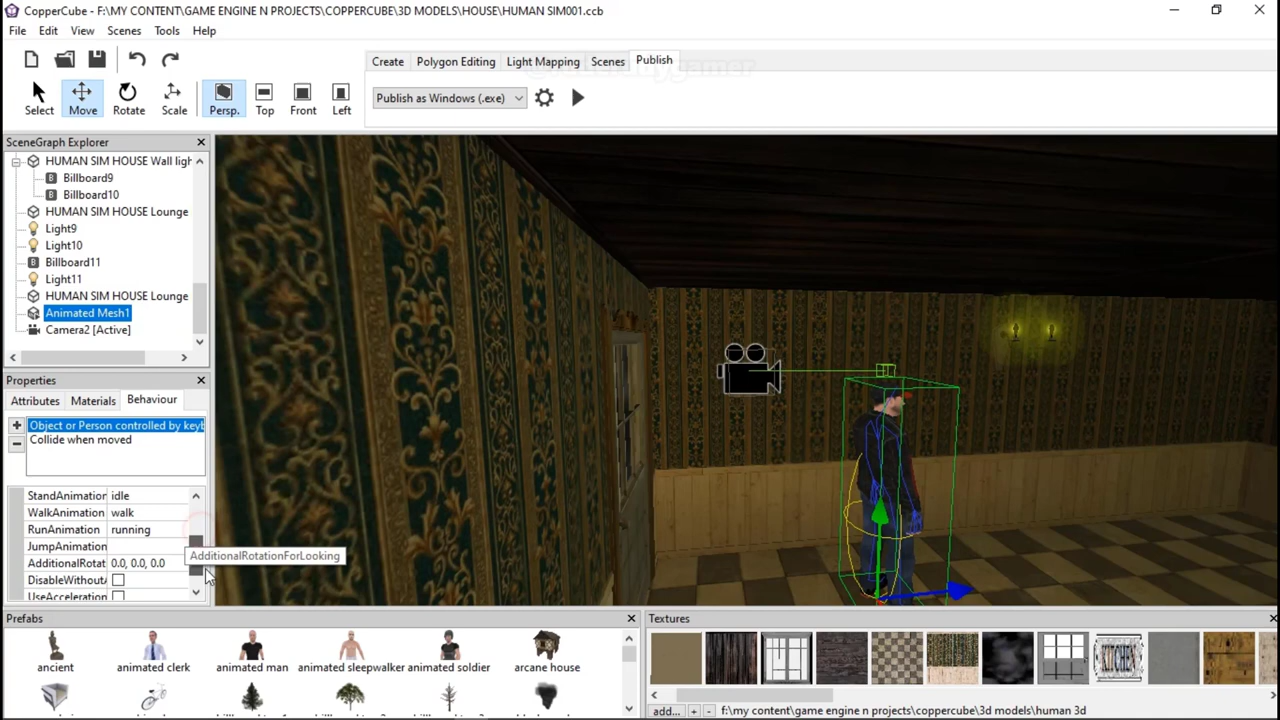 CopperCube - F:\MY CONTENT\GAME ENGINE N PROJECTS\COPPERCUBE\3D MODELS\HOUSE\HUMAN SIM001.ccb
File Edit View Scenes Tools Help
Create Polygon Editing Light Mapping Scenes Publish
Select Move Rotate Scale Persp. Top Front Left
Publish as Windows (.exe)
SceneGraph Explorer
HUMAN SIM HOUSE Wall ligh
Billboard9
Billboard10
HUMAN SIM HOUSE Lounge
Light9
Light10
Billboard11
Light11
HUMAN SIM HOUSE Lounge
Animated Mesh1
Camera2 [Active]
Properties
Attributes Materials Behaviour
Object or Person controlled by keyb
Collide when moved
StandAnimation idle
WalkAnimation walk
RunAnimation running
JumpAnimation
AdditionalRotat 0.0, 0.0, 0.0
AdditionalRotationForLooking
DisableWithoutA
UseAcceleration
Prefabs
ancient animated clerk animated man animated sleepwalker animated soldier arcane house
Textures
KITCHEN
add... + - f:\my content\game engine n projects\coppercube\3d models\human 3d